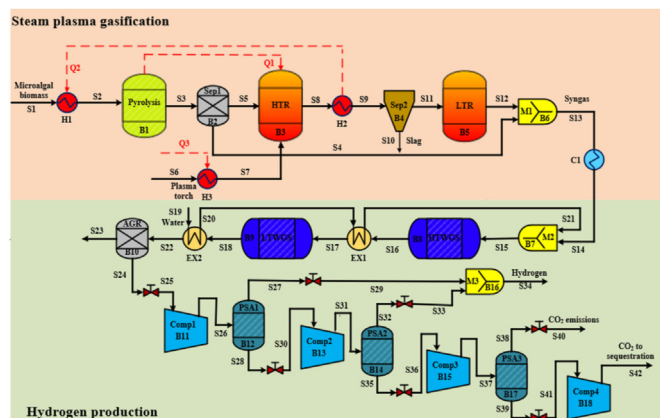 Steam plasma gasification
Q2
Q1
Microalgal
biomass
S1
H1
S2
Pyrolysis
B1
S3
Sep1
B2
S5
HTR
B3
S8
H2
S9
Sep2
B4
S10
Slag
S11
LTR
B5
S12
M1
B6
Syngas
S13
S4
Q3
S6
Plasma
torch
H3
S7
C1
S19
Water
S20
S21
S23
AGR
B10
S22
EX2
S18
B9
LTWGS
S17
EX1
S16
B8
HTWGS
S15
B7
M2
S14
S24
S25
Comp1
B11
S26
PSA1
B12
S27
S28
S29
S30
Comp2
B13
S31
PSA2
B14
S32
S33
M3
B16
Hydrogen
S34
S35
S36
Comp3
B15
S37
PSA3
B17
S38
CO2 emissions
S40
S39
S41
Comp4
B18
CO2 to
sequestration
S42
Hydrogen production